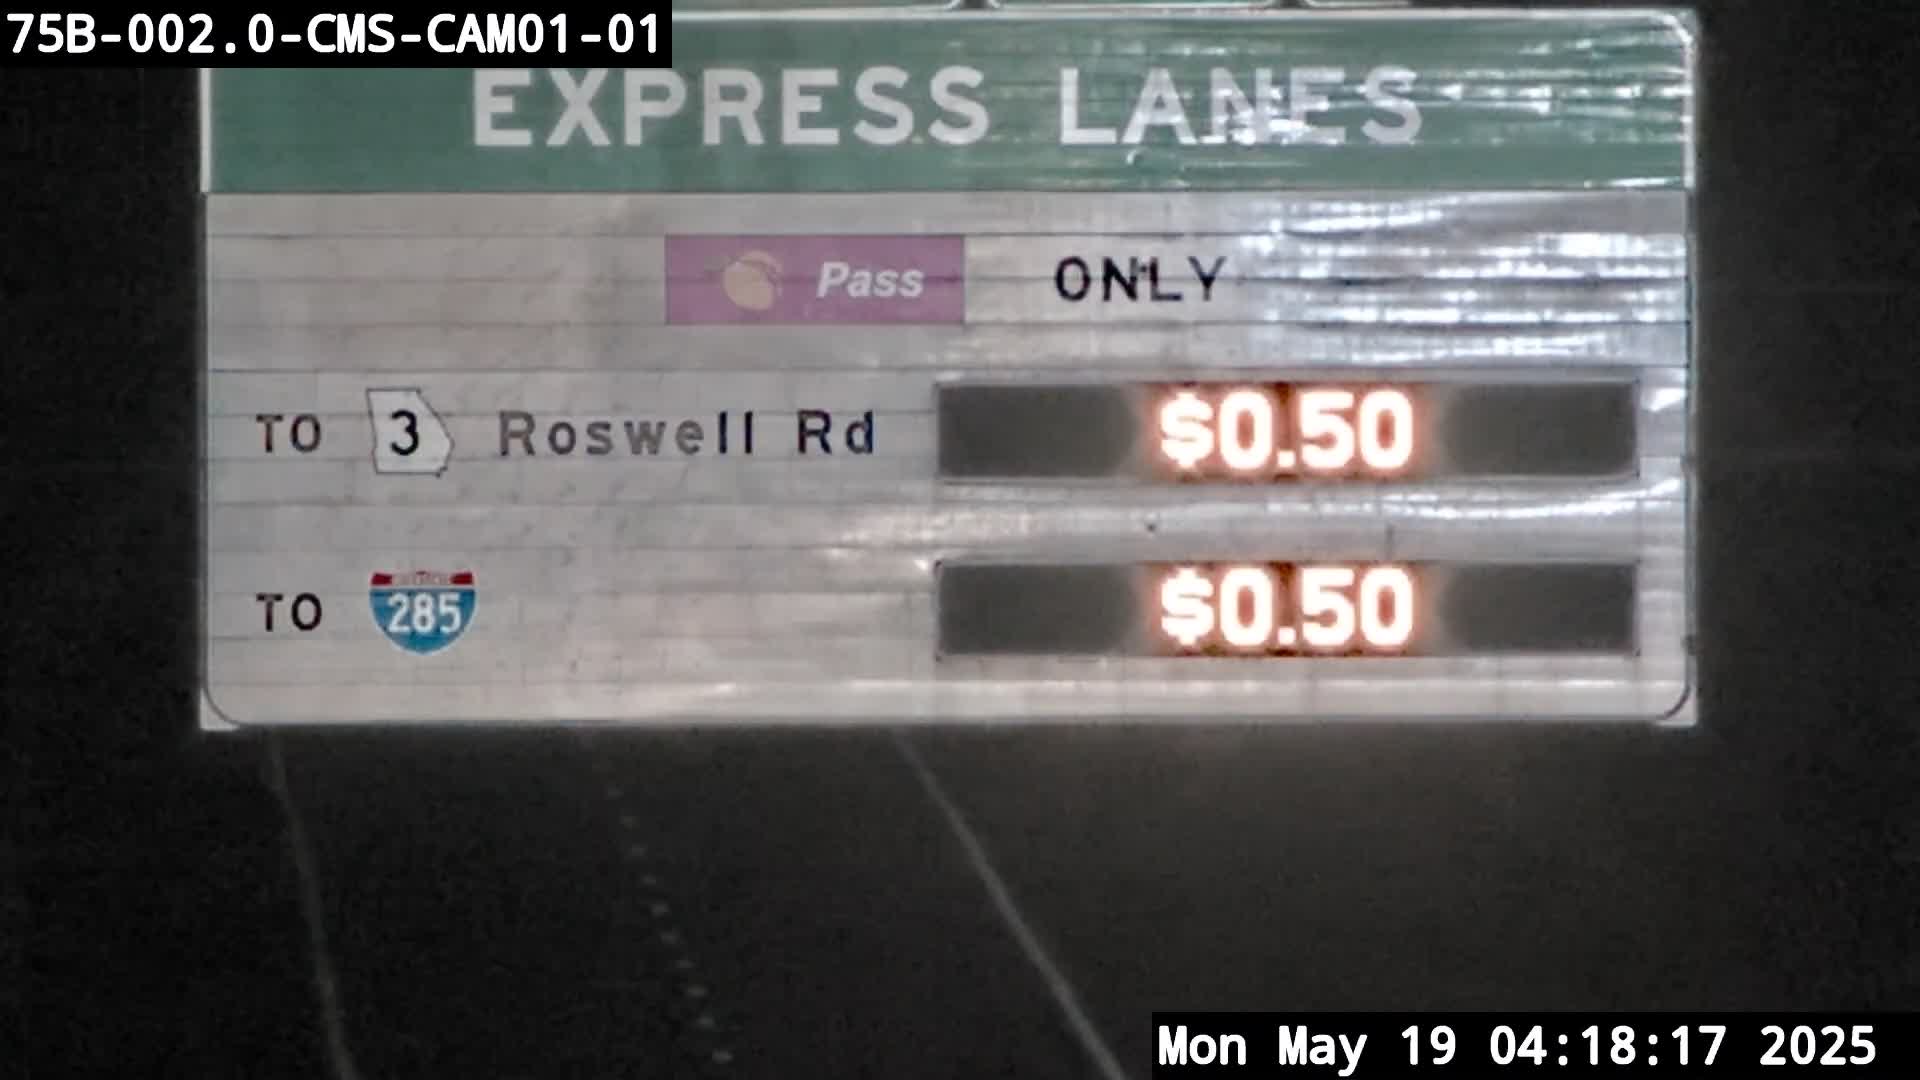 75B-002.0-CMS-CAM01-01
EXPRESS LANES
Pass ONLY
TO 3 Roswell Rd $0.50
TO 285 $0.50
Mon May 19 04:18:17 2025